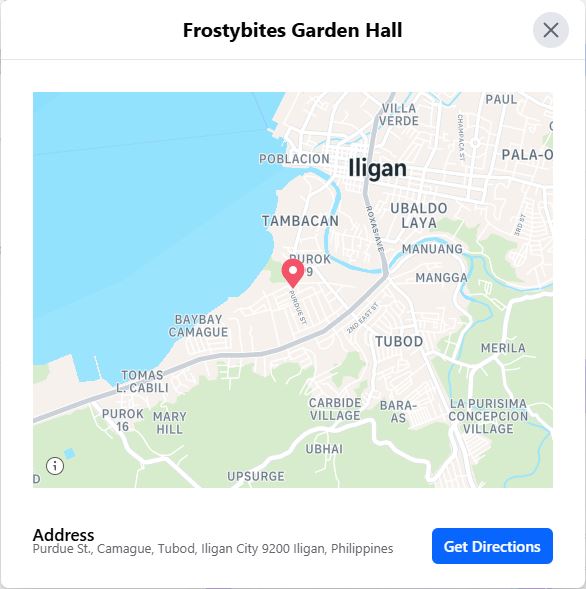 Frostybites Garden Hall
VILLA
VERDE
PAUL
CHAMPACA ST
POBLACION
Iligan
PALA-O
TAMBACAN
ROXAS AVE
UBALDO
LAYA
3RD ST
MANUANG
PUROK
9
MANGGA
PURDUE ST
BAYBAY
CAMAGUE
2ND EAST ST
TUBOD
MERILA
TOMAS
L. CABILI
CARBIDE
VILLAGE
BARA-
AS
LA PURISIMA
CONCEPCION
VILLAGE
PUROK
16
MARY
HILL
UBHAI
UPSURGE
D
Address
Purdue St., Camague, Tubod, Iligan City 9200 Iligan, Philippines
Get Directions